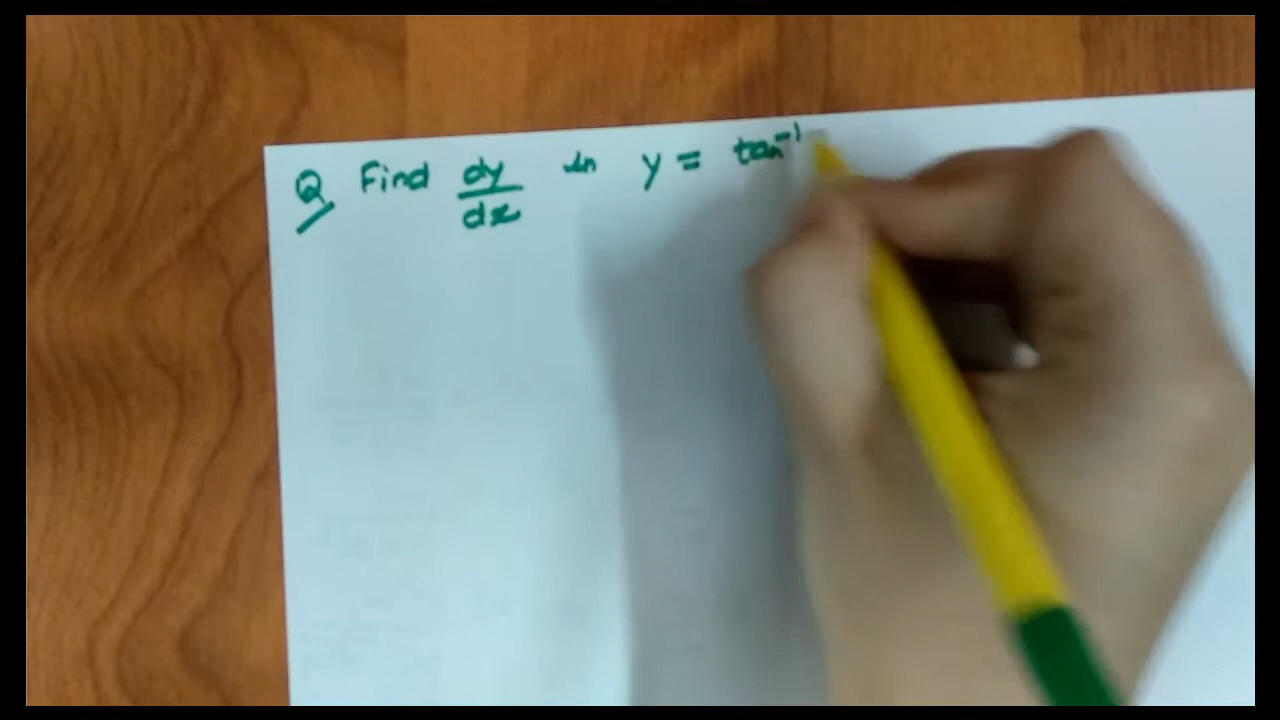 Q Find dy/dx in y = tan⁻¹